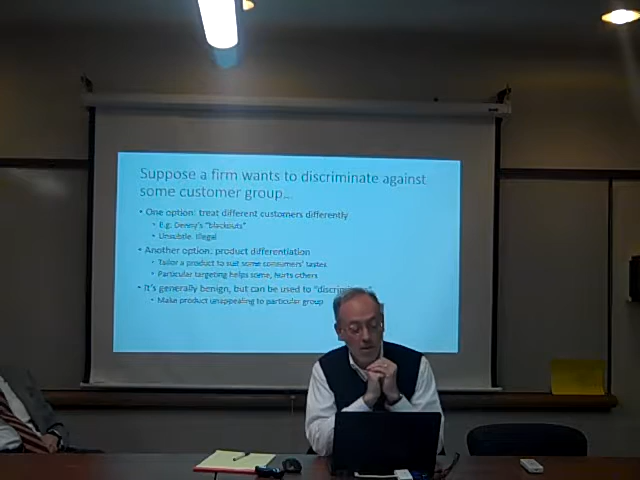 Suppose a firm wants to discriminate against
some customer group...
• One option: treat different customers differently
• E.g. Denny's "blackouts"
• Unsubtle. Illegal
• Another option: product differentiation
• Tailor a product to suit some consumers' tastes
• Particular targeting helps some, hurts others
• It's generally benign, but can be used to
• Make product unappealing to particular group